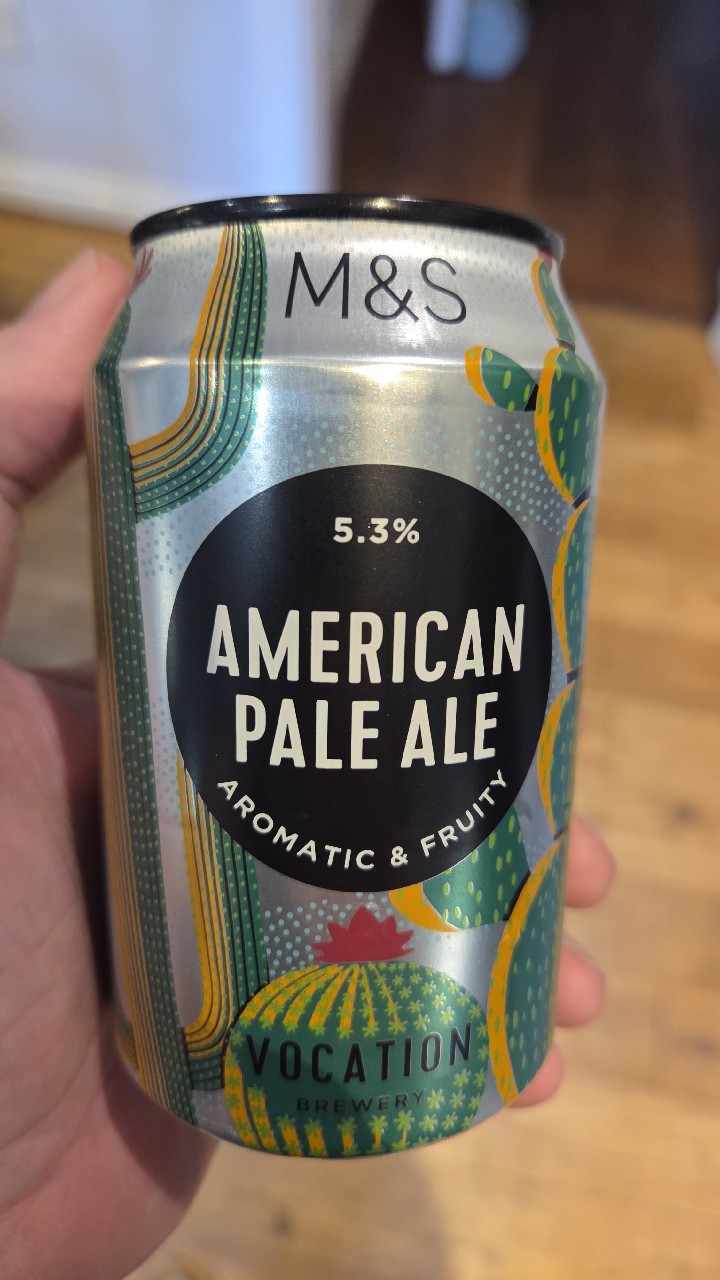 M&S
5.3%
AMERICAN
PALE ALE
AROMATIC & FRUITY
VOCATION
BREWERY